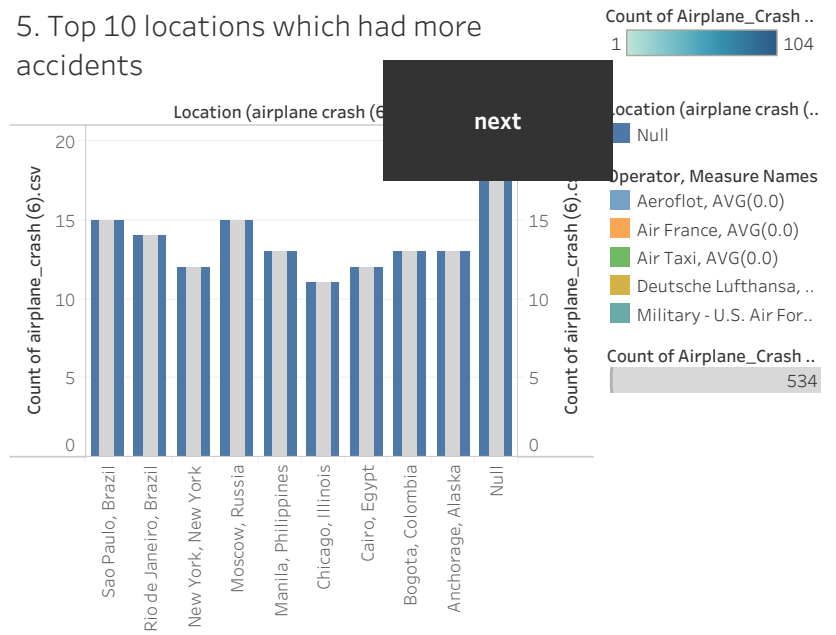 5. Top 10 locations which had more
accidents
Count of Airplane_Crash ..
1 104
Location (airplane crash (6
next
Location (airplane crash (..
Null
Operator, Measure Names
Aeroflot, AVG(0.0)
Air France, AVG(0.0)
Air Taxi, AVG(0.0)
Deutsche Lufthansa, ..
Military - U.S. Air For..
Count of Airplane_Crash ..
534
Count of airplane_crash (6).csv
20
15
10
5
0
15
10
5
0
Count of airplane_crash (6).cs
Sao Paulo, Brazil
Rio de Janeiro, Brazil
New York, New York
Moscow, Russia
Manila, Philippines
Chicago, Illinois
Cairo, Egypt
Bogota, Colombia
Anchorage, Alaska
Null